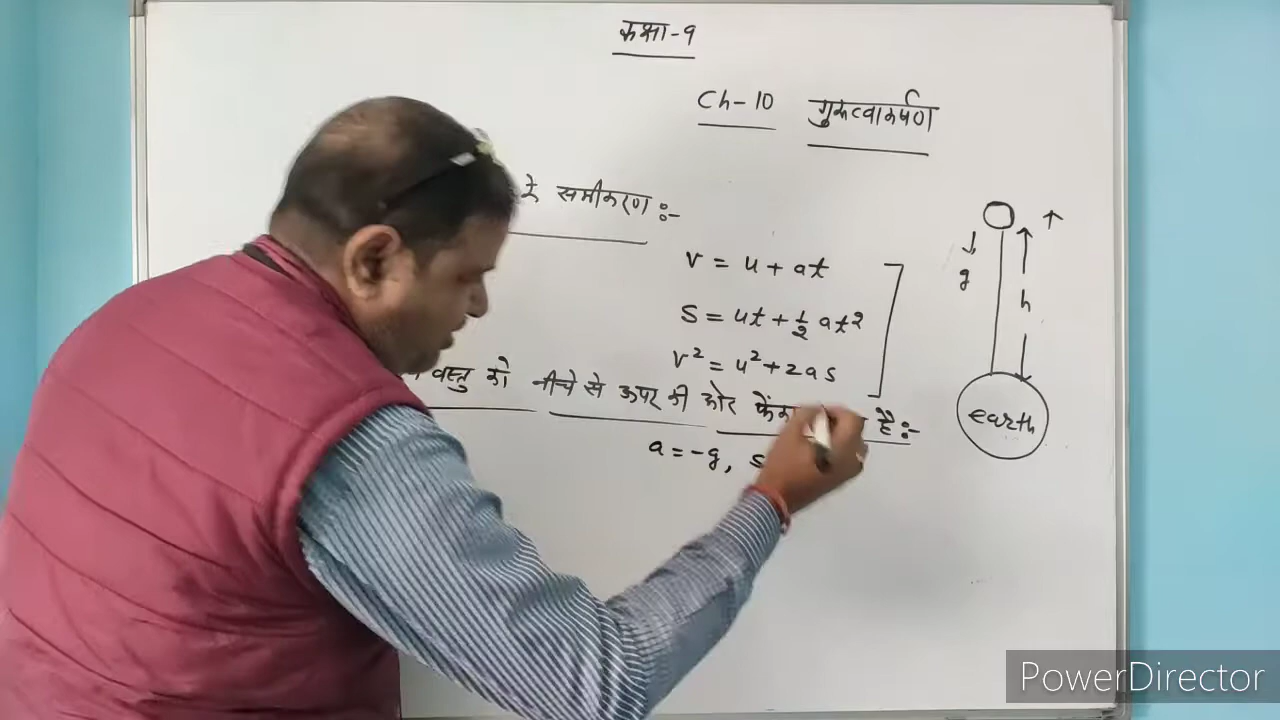 कक्षा-9
Ch-10 गुरुत्वाकर्षण
समीकरण :-
v = u + at
s = ut + 1/2 at²
v² = u² + 2as
वस्तु को नीचे से ऊपर की ओर है :-
a = -g, s
g
h
earth
PowerDirector